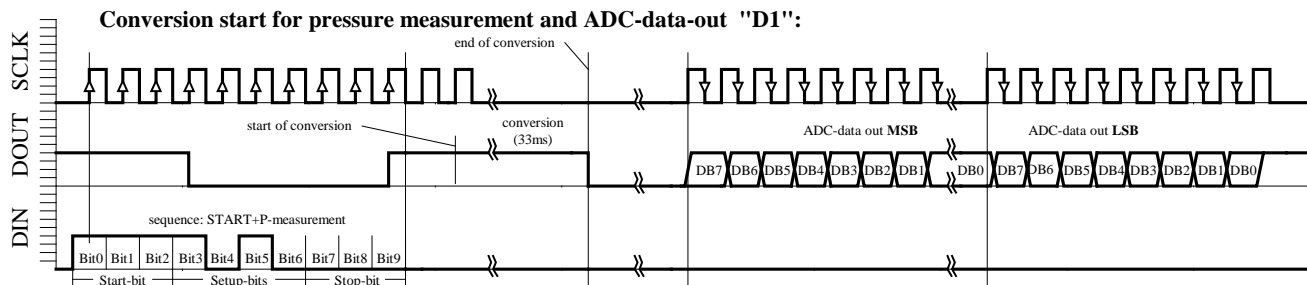 Conversion start for pressure measurement and ADC-data-out "D1":
end of conversion
SCLK
start of conversion
conversion
(33ms)
ADC-data out MSB
ADC-data out LSB
DOUT
DB7 DB6 DB5 DB4 DB3 DB2 DB1 DB0 DB7 DB6 DB5 DB4 DB3 DB2 DB1 DB0
sequence: START+P-measurement
DIN
Bit0 Bit1 Bit2 Bit3 Bit4 Bit5 Bit6 Bit7 Bit8 Bit9
Start-bit Setup-bits Stop-bit